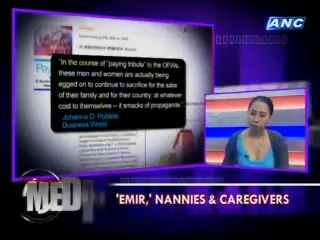 ANC
"In the course of "paying tribute" to the OFWs,
these men and women are actually being
egged on to continue to sacrifice for the sake
of their family and for their country, at whatever
cost to themselves – it smacks of propaganda."
Johanna D. Poblete
Business World
MED
'EMIR,' NANNIES & CAREGIVERS